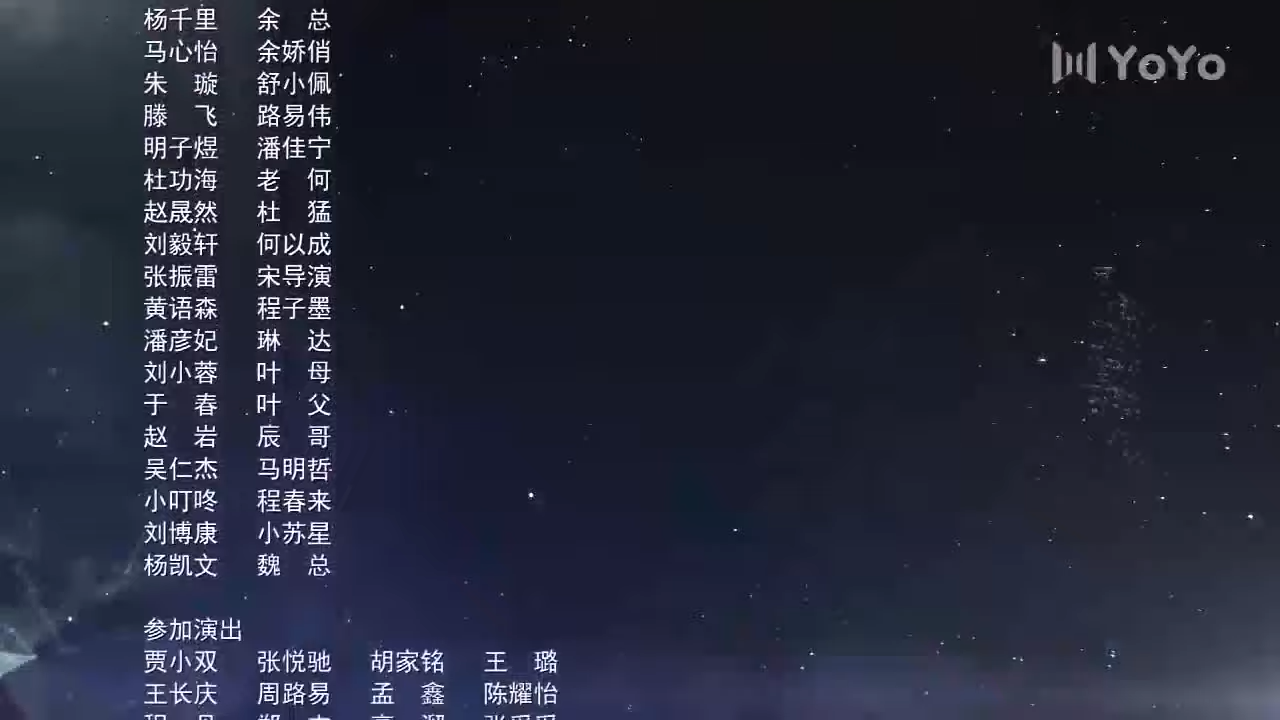 YoYo
杨千里 余 总
马心怡 余娇俏
朱 璇 舒小佩
滕 飞 路易伟
明子煜 潘佳宁
杜功海 老 何
赵晟然 杜 猛
刘毅轩 何以成
张振雷 宋导演
黄语森 程子墨
潘彦妃 琳 达
刘小蓉 叶 母
于 春 叶 父
赵 岩 辰 哥
吴仁杰 马明哲
小叮咚 程春来
刘博康 小苏星
杨凯文 魏 总
参加演出
贾小双 张悦驰 胡家铭 王 璐
王长庆 周路易 孟 鑫 陈耀怡